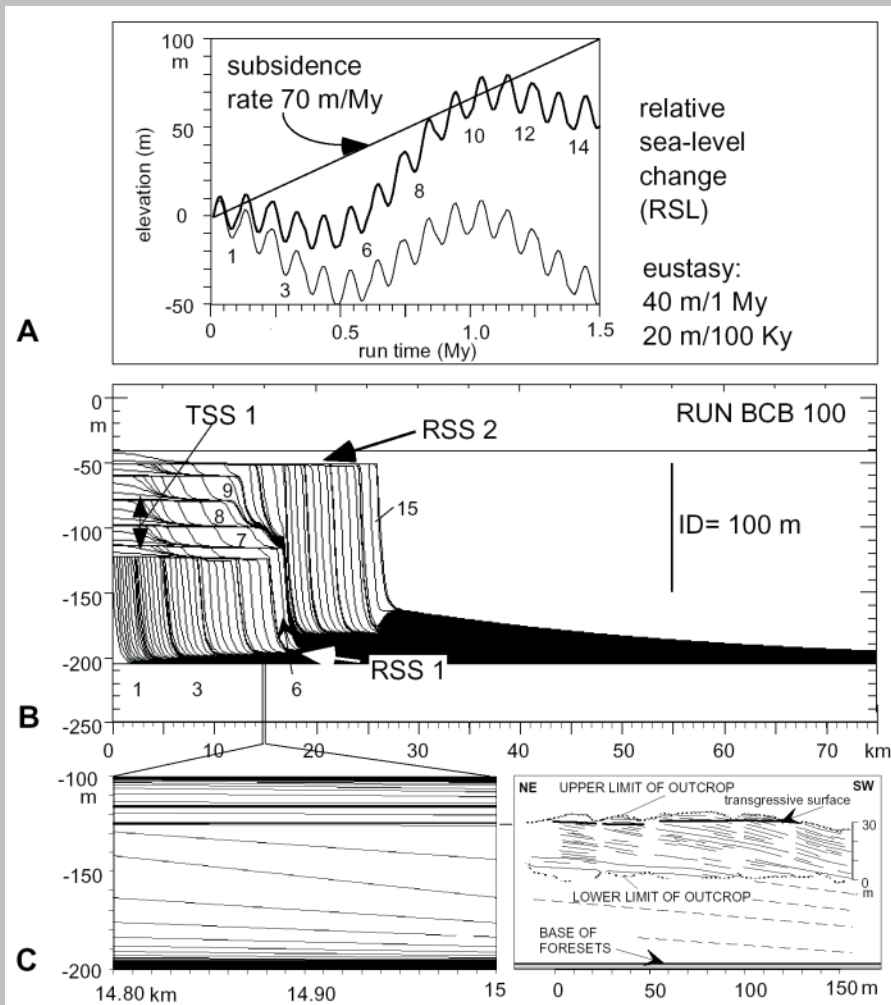 100
m
50
0
-50
elevation (m)
subsidence
rate 70 m/My
1
3
6
8
10
12
14
0
0.5
1.0
1.5
run time (My)
relative
sea-level
change
(RSL)
eustasy:
40 m/1 My
20 m/100 Ky
A
0
m
-50
-100
-150
-200
-250
TSS 1
RSS 2
RUN BCB 100
9
8
7
15
ID= 100 m
RSS 1
1
3
6
B
0
10
20
30
40
50
60
70
km
-100
m
-150
-200
C
14.80 km
14.90
15
NE
UPPER LIMIT OF OUTCROP
SW
transgressive surface
30
0
m
LOWER LIMIT OF OUTCROP
BASE OF
FORESETS
0
50
100
150 m